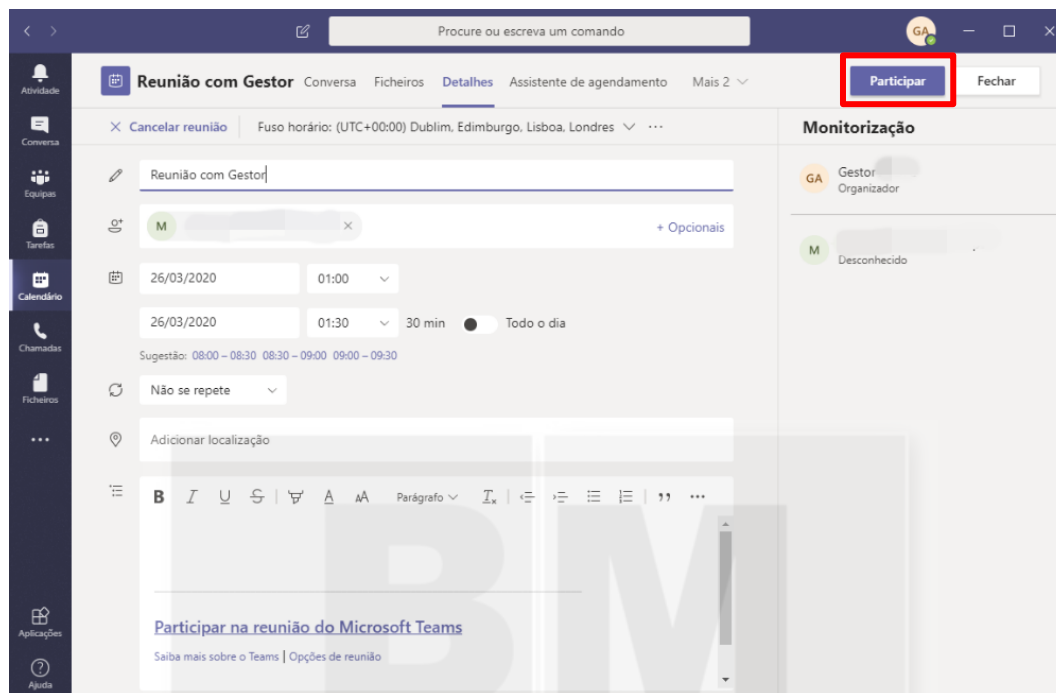 Procure ou escreva um comando
GA
Atividade
Conversa
Equipas
Tarefas
Calendário
Chamadas
Ficheiros
Aplicações
Ajuda
Reunião com Gestor Conversa Ficheiros Detalhes Assistente de agendamento Mais 2
Participar Fechar
Cancelar reunião Fuso horário: (UTC+00:00) Dublim, Edimburgo, Lisboa, Londres ...
Reunião com Gestor
M
+ Opcionais
26/03/2020 01:00
26/03/2020 01:30 30 min Todo o dia
Sugestão: 08:00 – 08:30 08:30 – 09:00 09:00 – 09:30
Não se repete
Adicionar localização
B I U S A AA Parágrafo Tx ...
Participar na reunião do Microsoft Teams
Saiba mais sobre o Teams | Opções de reunião
Monitorização
GA Gestor
Organizador
M
Desconhecido
BM